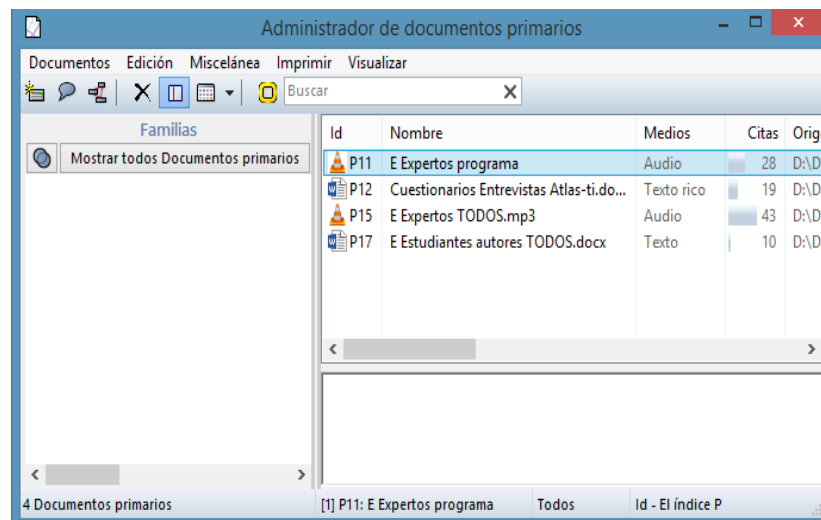 Administrador de documentos primarios
Documentos Edición Miscelánea Imprimir Visualizar
Buscar
Familias
Mostrar todos Documentos primarios
Id Nombre Medios Citas Orig
P11 E Expertos programa Audio 28 D:\D
P12 Cuestionarios Entrevistas Atlas-ti.do... Texto rico 19 D:\D
P15 E Expertos TODOS.mp3 Audio 43 D:\D
P17 E Estudiantes autores TODOS.docx Texto 10 D:\D
4 Documentos primarios [1] P11: E Expertos programa Todos Id - El índice P